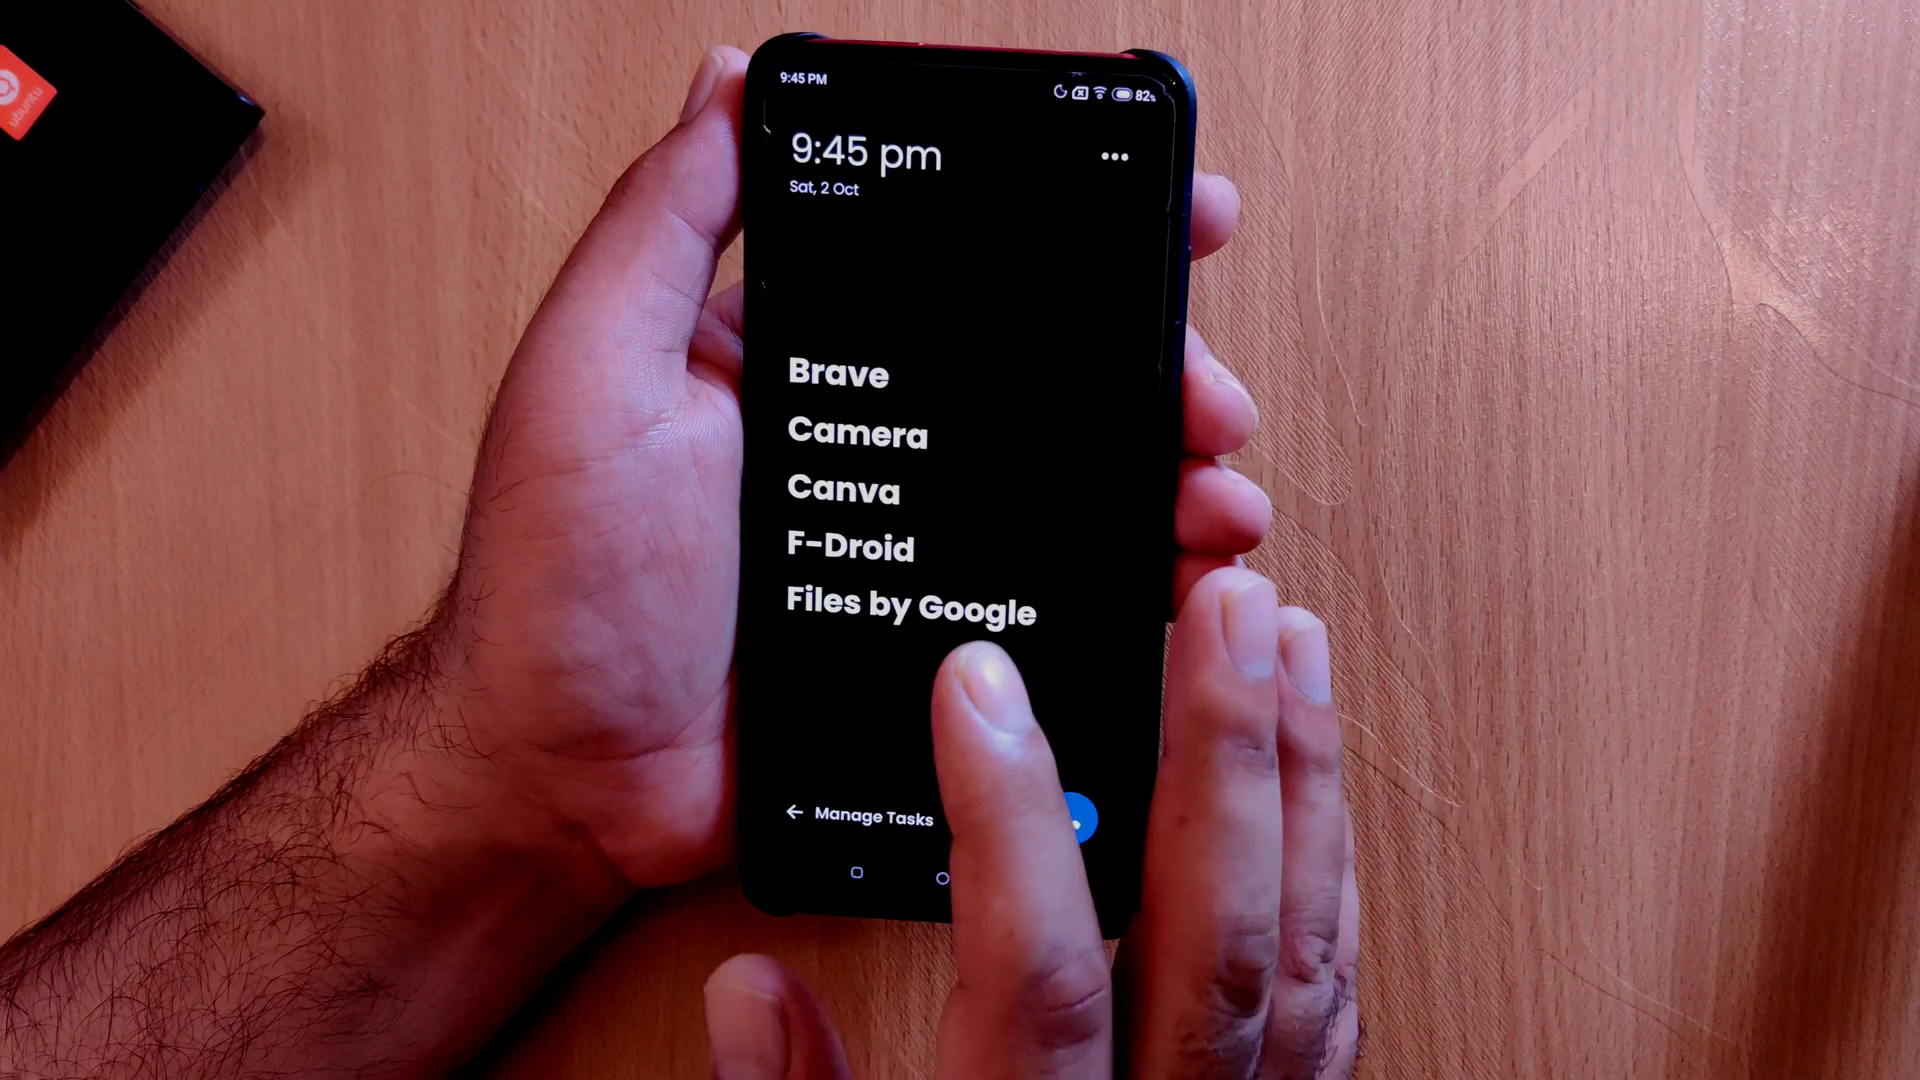 ubuntu
9:45 PM
82%
9:45 pm
Sat, 2 Oct
Brave
Camera
Canva
F-Droid
Files by Google
Manage Tasks